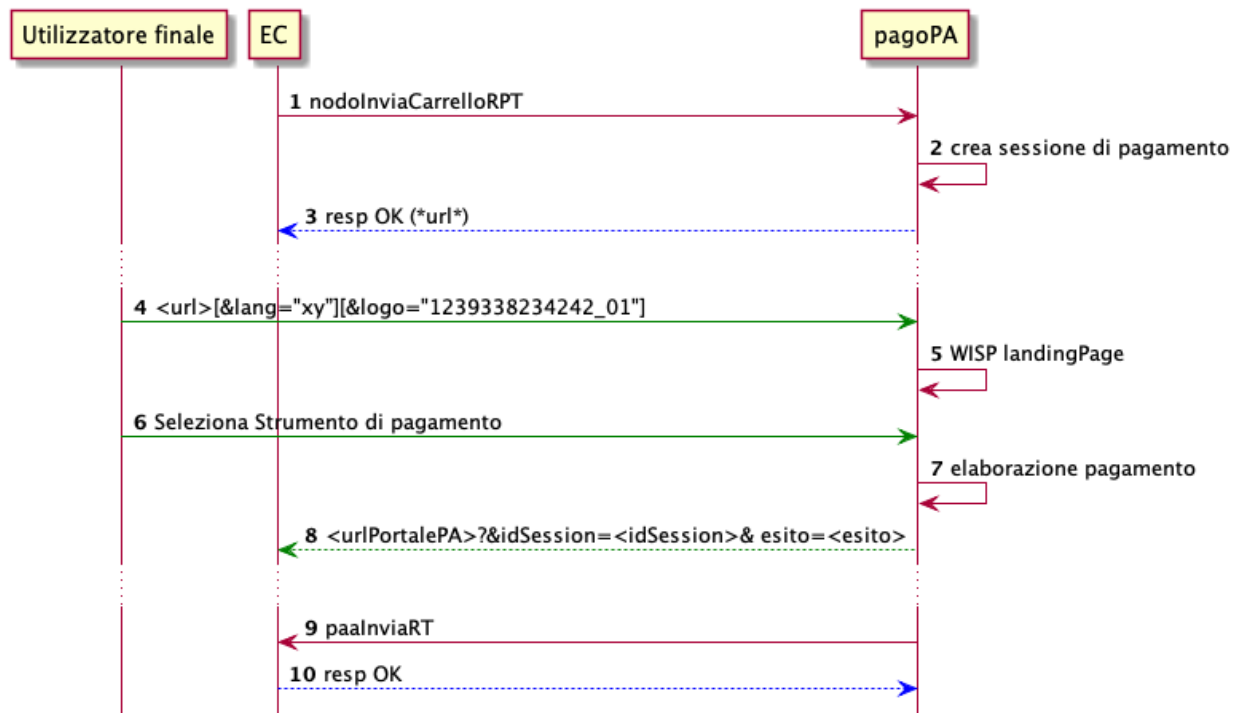 Utilizzatore finale
EC
pagoPA
1 nodoInviaCarrelloRPT
2 crea sessione di pagamento
3 resp OK (*url*)
4 <url>[&lang="xy"][&logo="1239338234242_01"]
5 WISP landingPage
6 Seleziona Strumento di pagamento
7 elaborazione pagamento
8 <urlPortalePA>?&idSession=<idSession>& esito=<esito>
9 paaInviaRT
10 resp OK